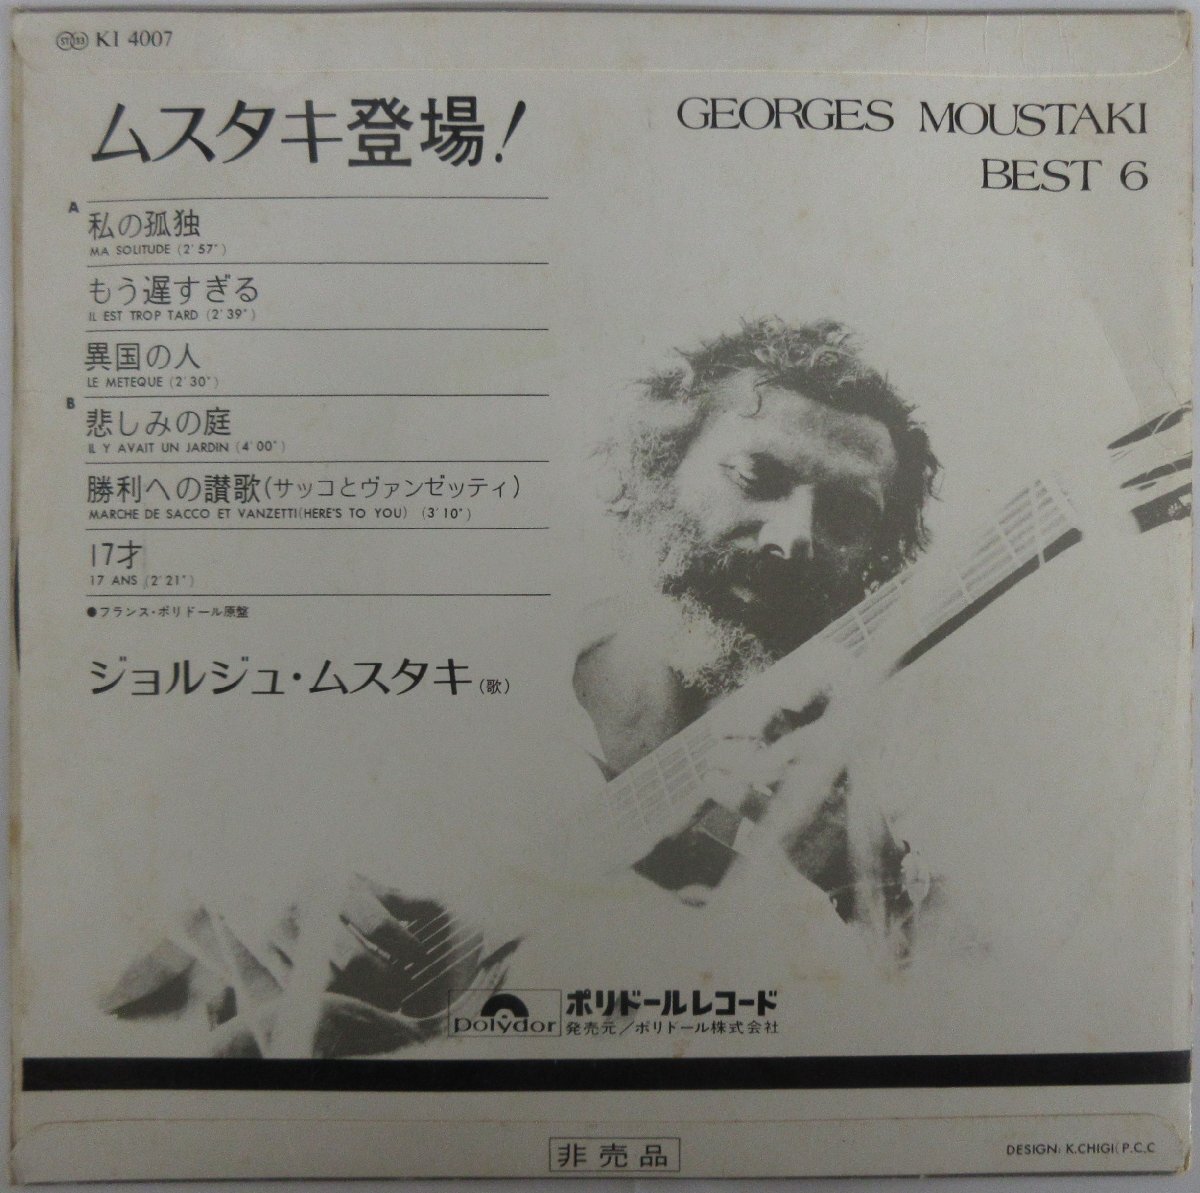 ST 33 KI 4007
ムスタキ登場!
GEORGES MOUSTAKI
BEST 6
A
私の孤独
MA SOLITUDE (2'57")
もう遅すぎる
IL EST TROP TARD (2'39")
異国の人
LE METEQUE (2'30")
B
悲しみの庭
IL Y AVAIT UN JARDIN (4'00")
勝利への讃歌(サッコとヴァンゼッティ)
MARCHE DE SACCO ET VANZETTI(HERE'S TO YOU) (3'10")
17才
17 ANS (2'21")
●フランス・ポリドール原盤
ジョルジュ・ムスタキ(歌)
polydor ポリドールレコード
発売元/ポリドール株式会社
非売品
DESIGN: K.CHIGI(P.C.C